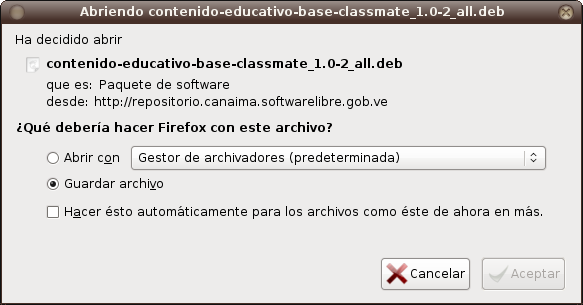 Abriendo contenido-educativo-base-classmate_1.0-2_all.deb
Ha decidido abrir
contenido-educativo-base-classmate_1.0-2_all.deb
que es: Paquete de software
desde: http://repositorio.canaima.softwarelibre.gob.ve
¿Qué debería hacer Firefox con este archivo?
Abrir con Gestor de archivadores (predeterminada)
Guardar archivo
Hacer ésto automáticamente para los archivos como éste de ahora en más.
Cancelar Aceptar